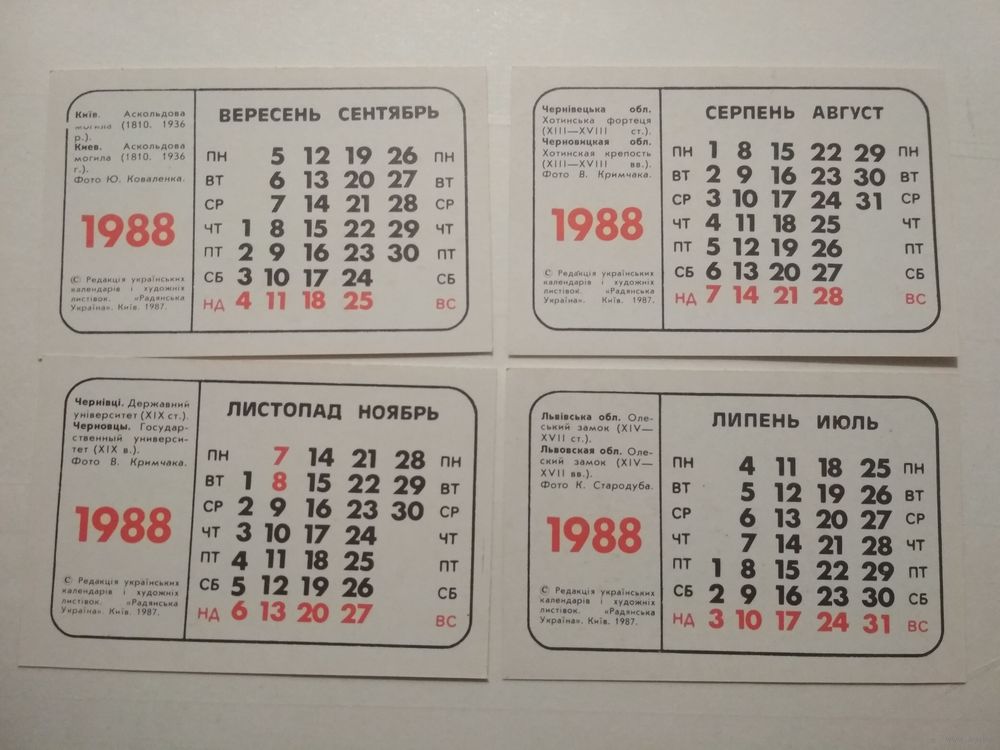 Київ. Аскольдова
могила (1810. 1936
р.).
Киев. Аскольдова
могила (1810. 1936
г.).
Фото Ю. Коваленка.
1988
© Редакція українських
календарів і художніх
листівок. «Радянська
Україна». Київ. 1987.
ВЕРЕСЕНЬ СЕНТЯБРЬ
ПН 5 12 19 26 ПН
ВТ 6 13 20 27 ВТ
СР 7 14 21 28 СР
ЧТ 1 8 15 22 29 ЧТ
ПТ 2 9 16 23 30 ПТ
СБ 3 10 17 24 СБ
НД 4 11 18 25 ВС
Чернівецька обл.
Хотинська фортеця
(XIII—XVIII ст.).
Черновицкая обл.
Хотинская крепость
(XIII—XVIII вв.).
Фото В. Кримчака.
1988
© Редакція українських
календарів і художніх
листівок. «Радянська
Україна». Київ. 1987.
СЕРПЕНЬ АВГУСТ
ПН 1 8 15 22 29 ПН
ВТ 2 9 16 23 30 ВТ
СР 3 10 17 24 31 СР
ЧТ 4 11 18 25 ЧТ
ПТ 5 12 19 26 ПТ
СБ 6 13 20 27 СБ
НД 7 14 21 28 ВС
Чернівці. Державний
університет (XIX ст.).
Черновцы. Государ-
ственный универси-
тет (XIX в.).
Фото В. Кримчака.
1988
© Редакція українських
календарів і художніх
листівок. «Радянська
Україна». Київ. 1987.
ЛИСТОПАД НОЯБРЬ
ПН 7 14 21 28 ПН
ВТ 1 8 15 22 29 ВТ
СР 2 9 16 23 30 СР
ЧТ 3 10 17 24 ЧТ
ПТ 4 11 18 25 ПТ
СБ 5 12 19 26 СБ
НД 6 13 20 27 ВС
Львівська обл. Оле-
ський замок (XIV—
XVII ст.).
Львовская обл. Оле-
ский замок (XIV—
XVII вв.).
Фото К. Стародуба.
1988
© Редакція українських
календарів і художніх
листівок. «Радянська
Україна». Київ. 1987.
ЛИПЕНЬ ИЮЛЬ
ПН 4 11 18 25 ПН
ВТ 5 12 19 26 ВТ
СР 6 13 20 27 СР
ЧТ 7 14 21 28 ЧТ
ПТ 1 8 15 22 29 ПТ
СБ 2 9 16 23 30 СБ
НД 3 10 17 24 31 ВС